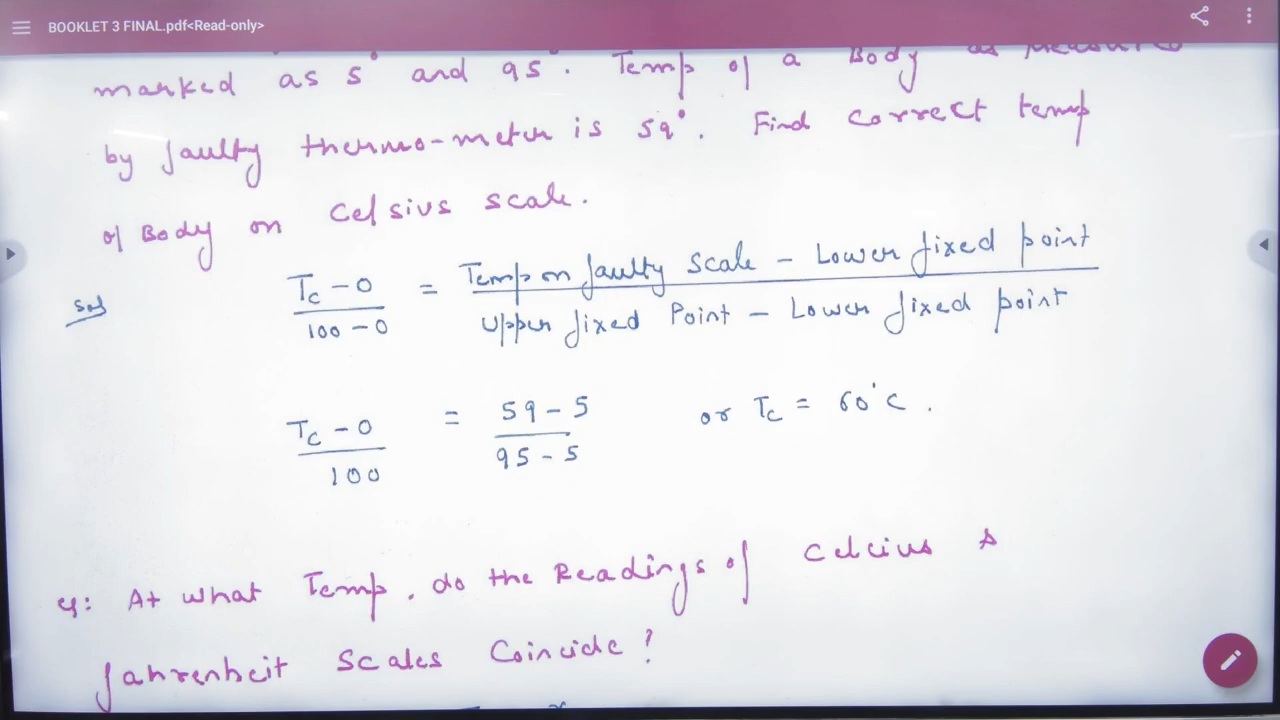 BOOKLET 3 FINAL.pdf<Read-only>
marked as 5° and 95°. Temp of a Body as measured
by faulty thermo-meter is 59°. Find correct temp
of Body on Celsius scale.
Sol
Tc - 0 / 100 - 0 = Temp on faulty Scale - Lower fixed point / Upper fixed Point - Lower fixed point
Tc - 0 / 100 = 59 - 5 / 95 - 5 or Tc = 60°C.
Q: At what Temp. do the Readings of Celcius &
fahrenheit Scales Coincide?